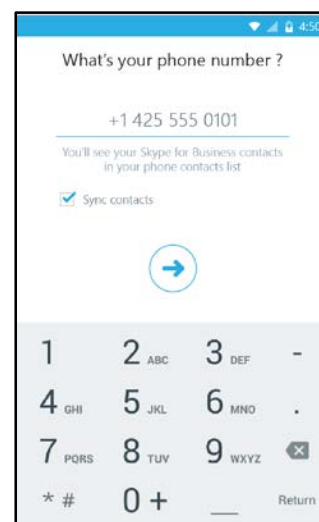 4:50
What's your phone number ?
+1 425 555 0101
You'll see your Skype for Business contacts
in your phone contacts list
Sync contacts
1 2 ABC 3 DEF -
4 GHI 5 JKL 6 MNO .
7 PQRS 8 TUV 9 WXYZ
* # 0 + _ Return